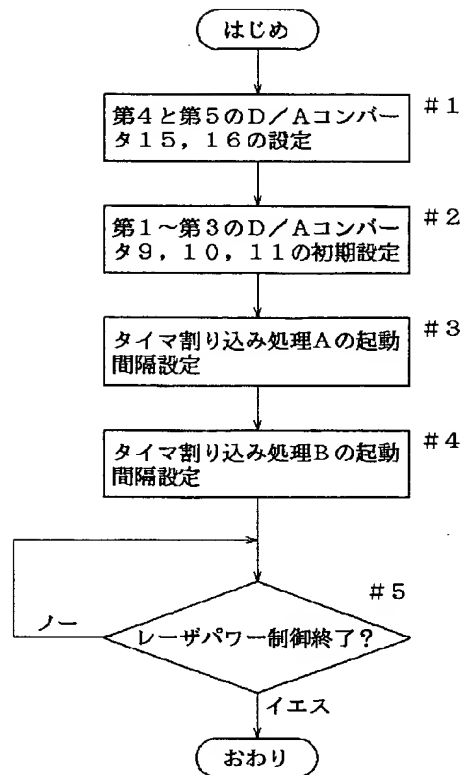 はじめ
#1
第4と第5のD/Aコンバー
タ15,16の設定
#2
第1~第3のD/Aコンバー
タ9,10,11の初期設定
#3
タイマ割り込み処理Aの起動
間隔設定
#4
タイマ割り込み処理Bの起動
間隔設定
#5
ノー
レーザパワー制御終了?
イエス
おわり